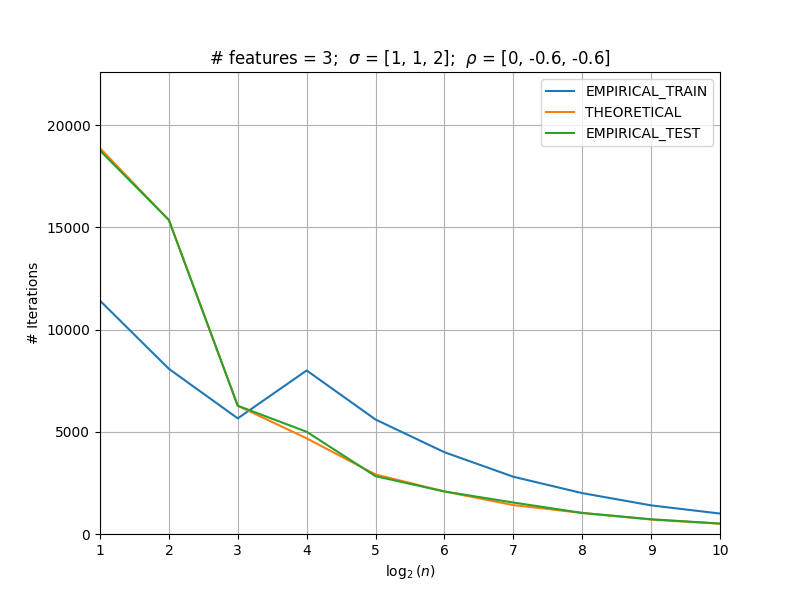 # features = 3; σ = [1, 1, 2]; ρ = [0, -0.6, -0.6]
EMPIRICAL_TRAIN
THEORETICAL
EMPIRICAL_TEST
# Iterations
20000
15000
10000
5000
0
1 2 3 4 5 6 7 8 9 10
log₂(n)